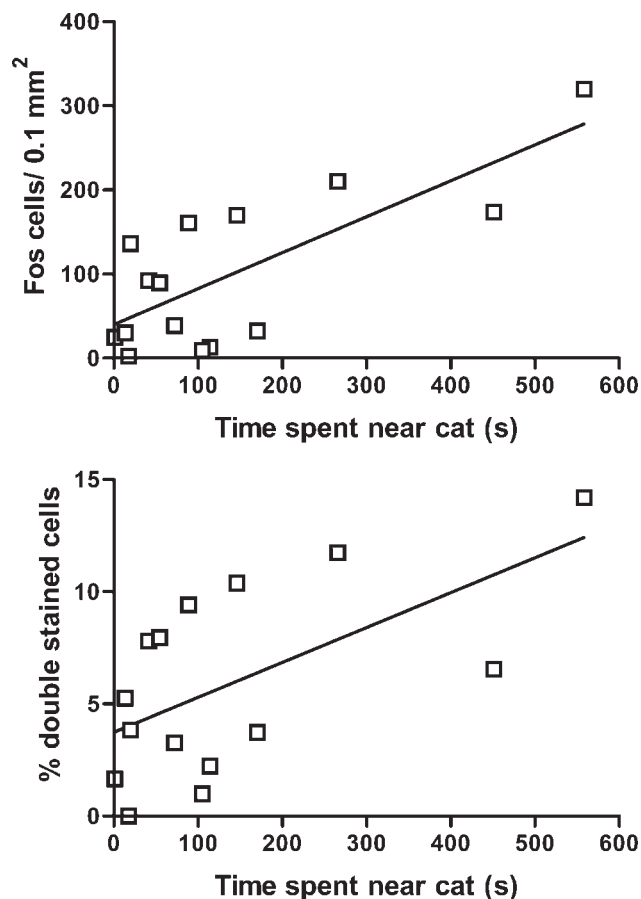 400
300
200
100
0
Fos cells/ 0.1 mm²
0 100 200 300 400 500 600
Time spent near cat (s)
15
10
5
0
% double stained cells
0 100 200 300 400 500 600
Time spent near cat (s)